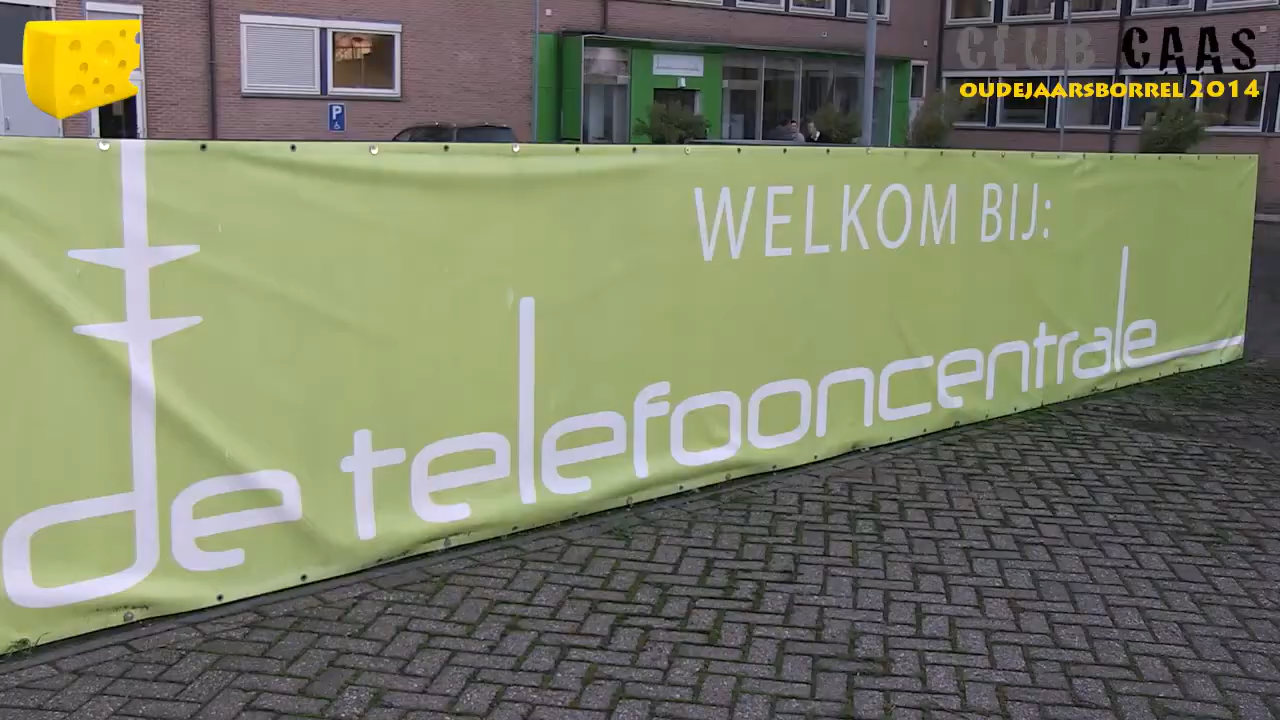 CLUB CAAS
OUDEJAARSBORREL 2014
P
WELKOM BIJ:
de telefooncentrale